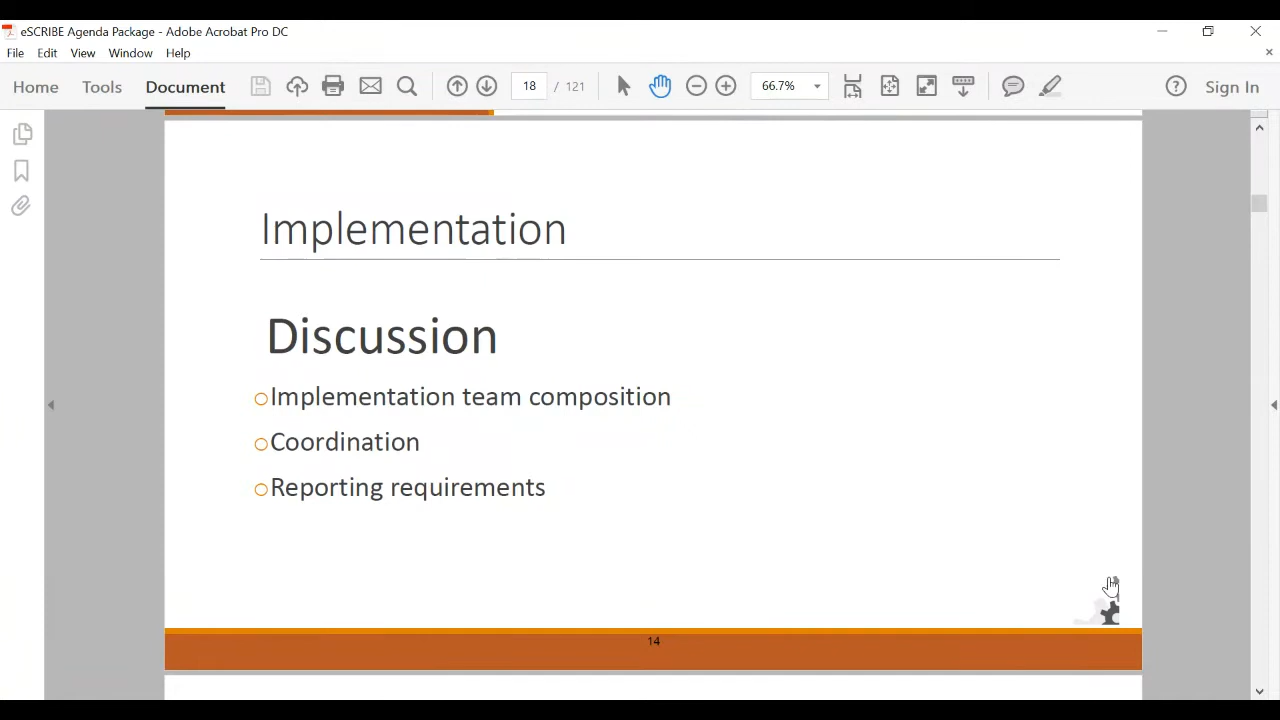 eSCRIBE Agenda Package - Adobe Acrobat Pro DC
File Edit View Window Help
Home Tools Document 18 / 121 66.7% Sign In
Implementation
Discussion
Implementation team composition
Coordination
Reporting requirements
14